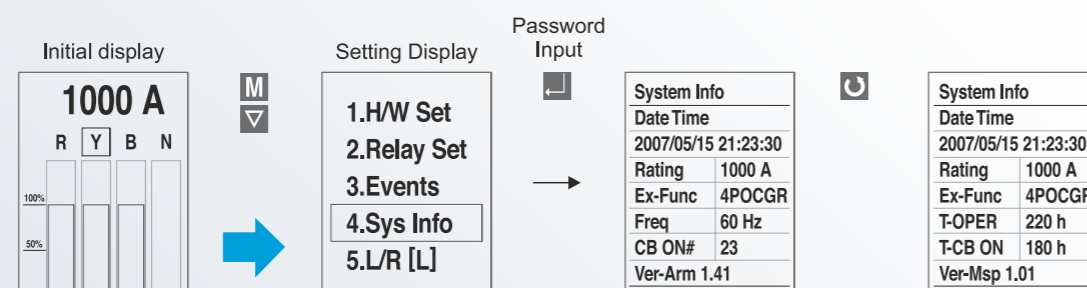 Initial display
1000 A
R Y B N
100%
50%
M
Setting Display
1.H/W Set
2.Relay Set
3.Events
4.Sys Info
5.L/R [L]
Password
Input
System Info
Date Time
2007/05/15 21:23:30
Rating 1000 A
Ex-Func 4POCGR
Freq 60 Hz
CB ON# 23
Ver-Arm 1.41
System Info
Date Time
2007/05/15 21:23:30
Rating 1000 A
Ex-Func 4POCGR
T-OPER 220 h
T-CB ON 180 h
Ver-Msp 1.01